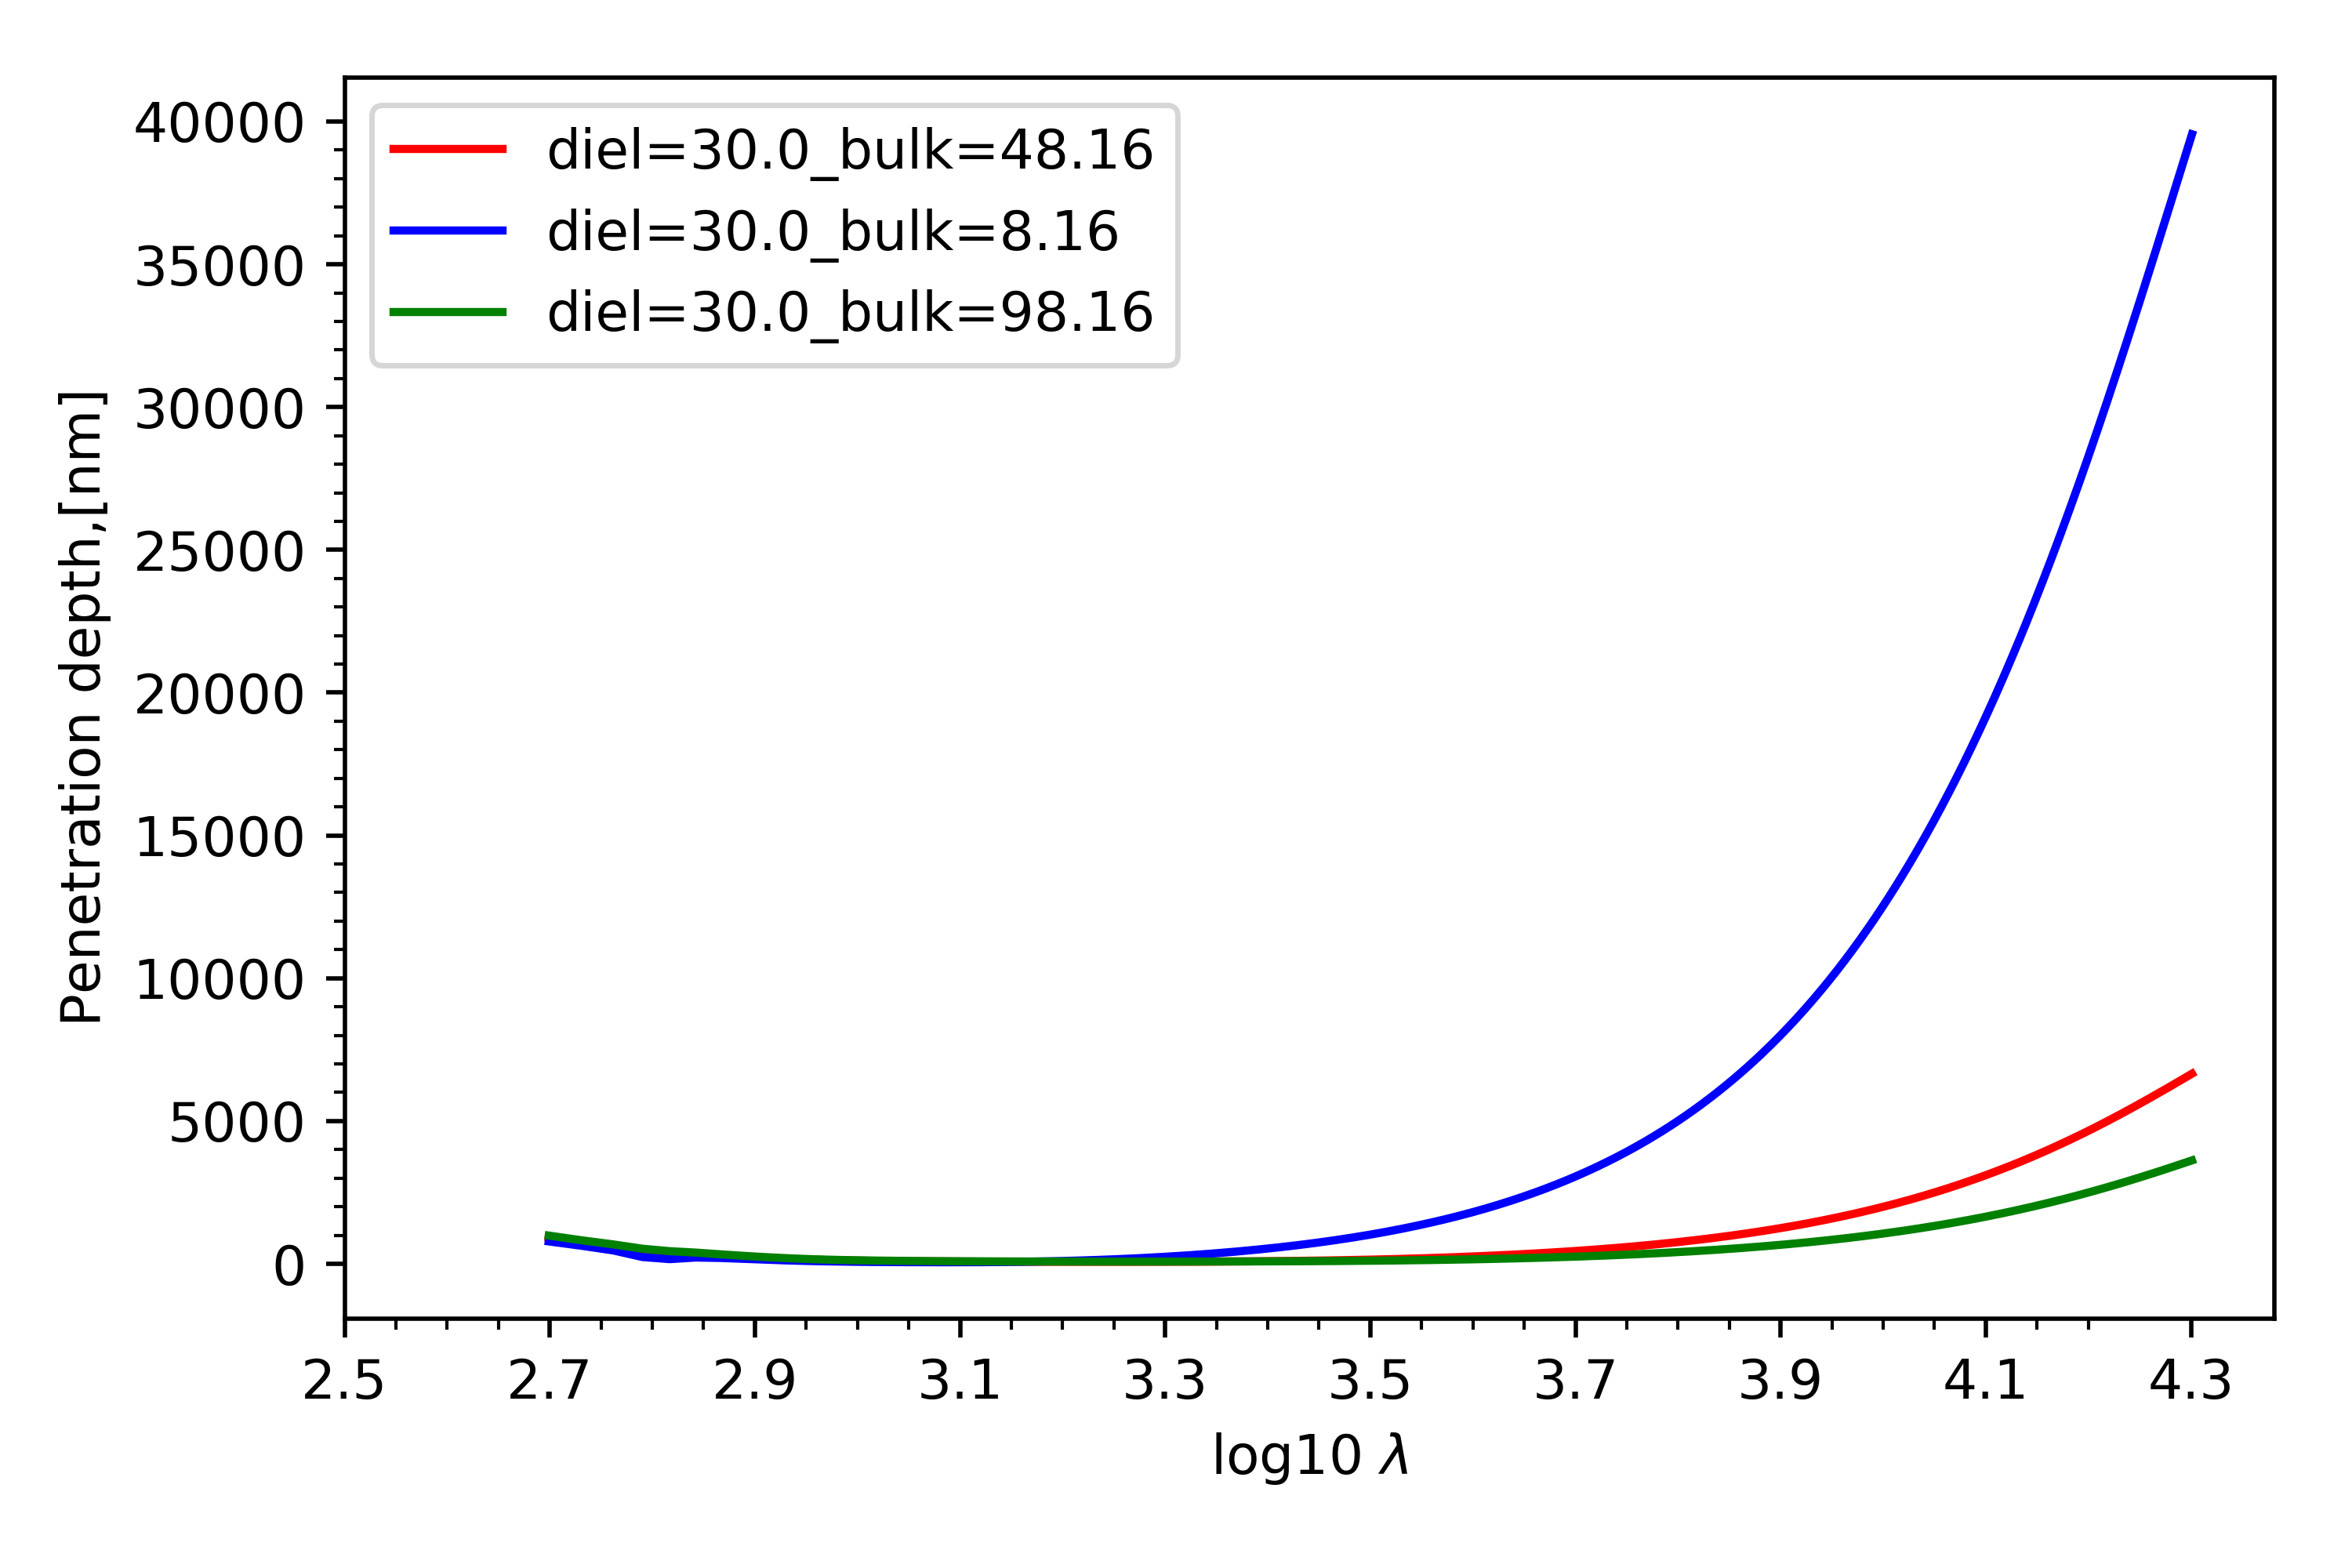 diel=30.0_bulk=48.16
diel=30.0_bulk=8.16
diel=30.0_bulk=98.16
Penetration depth,[nm]
40000
35000
30000
25000
20000
15000
10000
5000
0
2.5 2.7 2.9 3.1 3.3 3.5 3.7 3.9 4.1 4.3
log10 λ